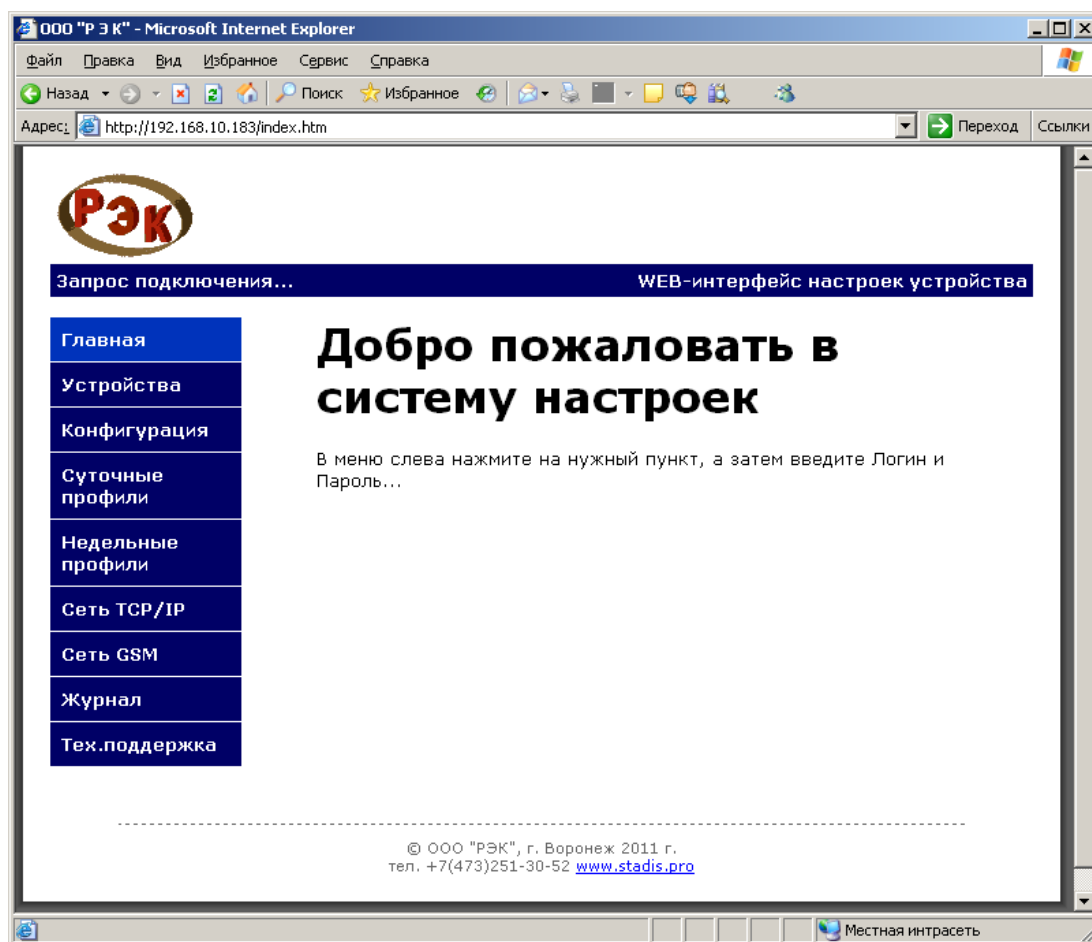 ООО "Р Э К" - Microsoft Internet Explorer
Файл Правка Вид Избранное Сервис Справка
Назад Поиск Избранное
Адрес: http://192.168.10.183/index.htm Переход Ссылки
РЭК
Запрос подключения... WEB-интерфейс настроек устройства
Главная
Устройства
Конфигурация
Суточные
профили
Недельные
профили
Сеть TCP/IP
Сеть GSM
Журнал
Тех.поддержка
Добро пожаловать в
систему настроек
В меню слева нажмите на нужный пункт, а затем введите Логин и
Пароль...
© ООО "РЭК", г. Воронеж 2011 г.
тел. +7(473)251-30-52 www.stadis.pro
Местная интрасеть